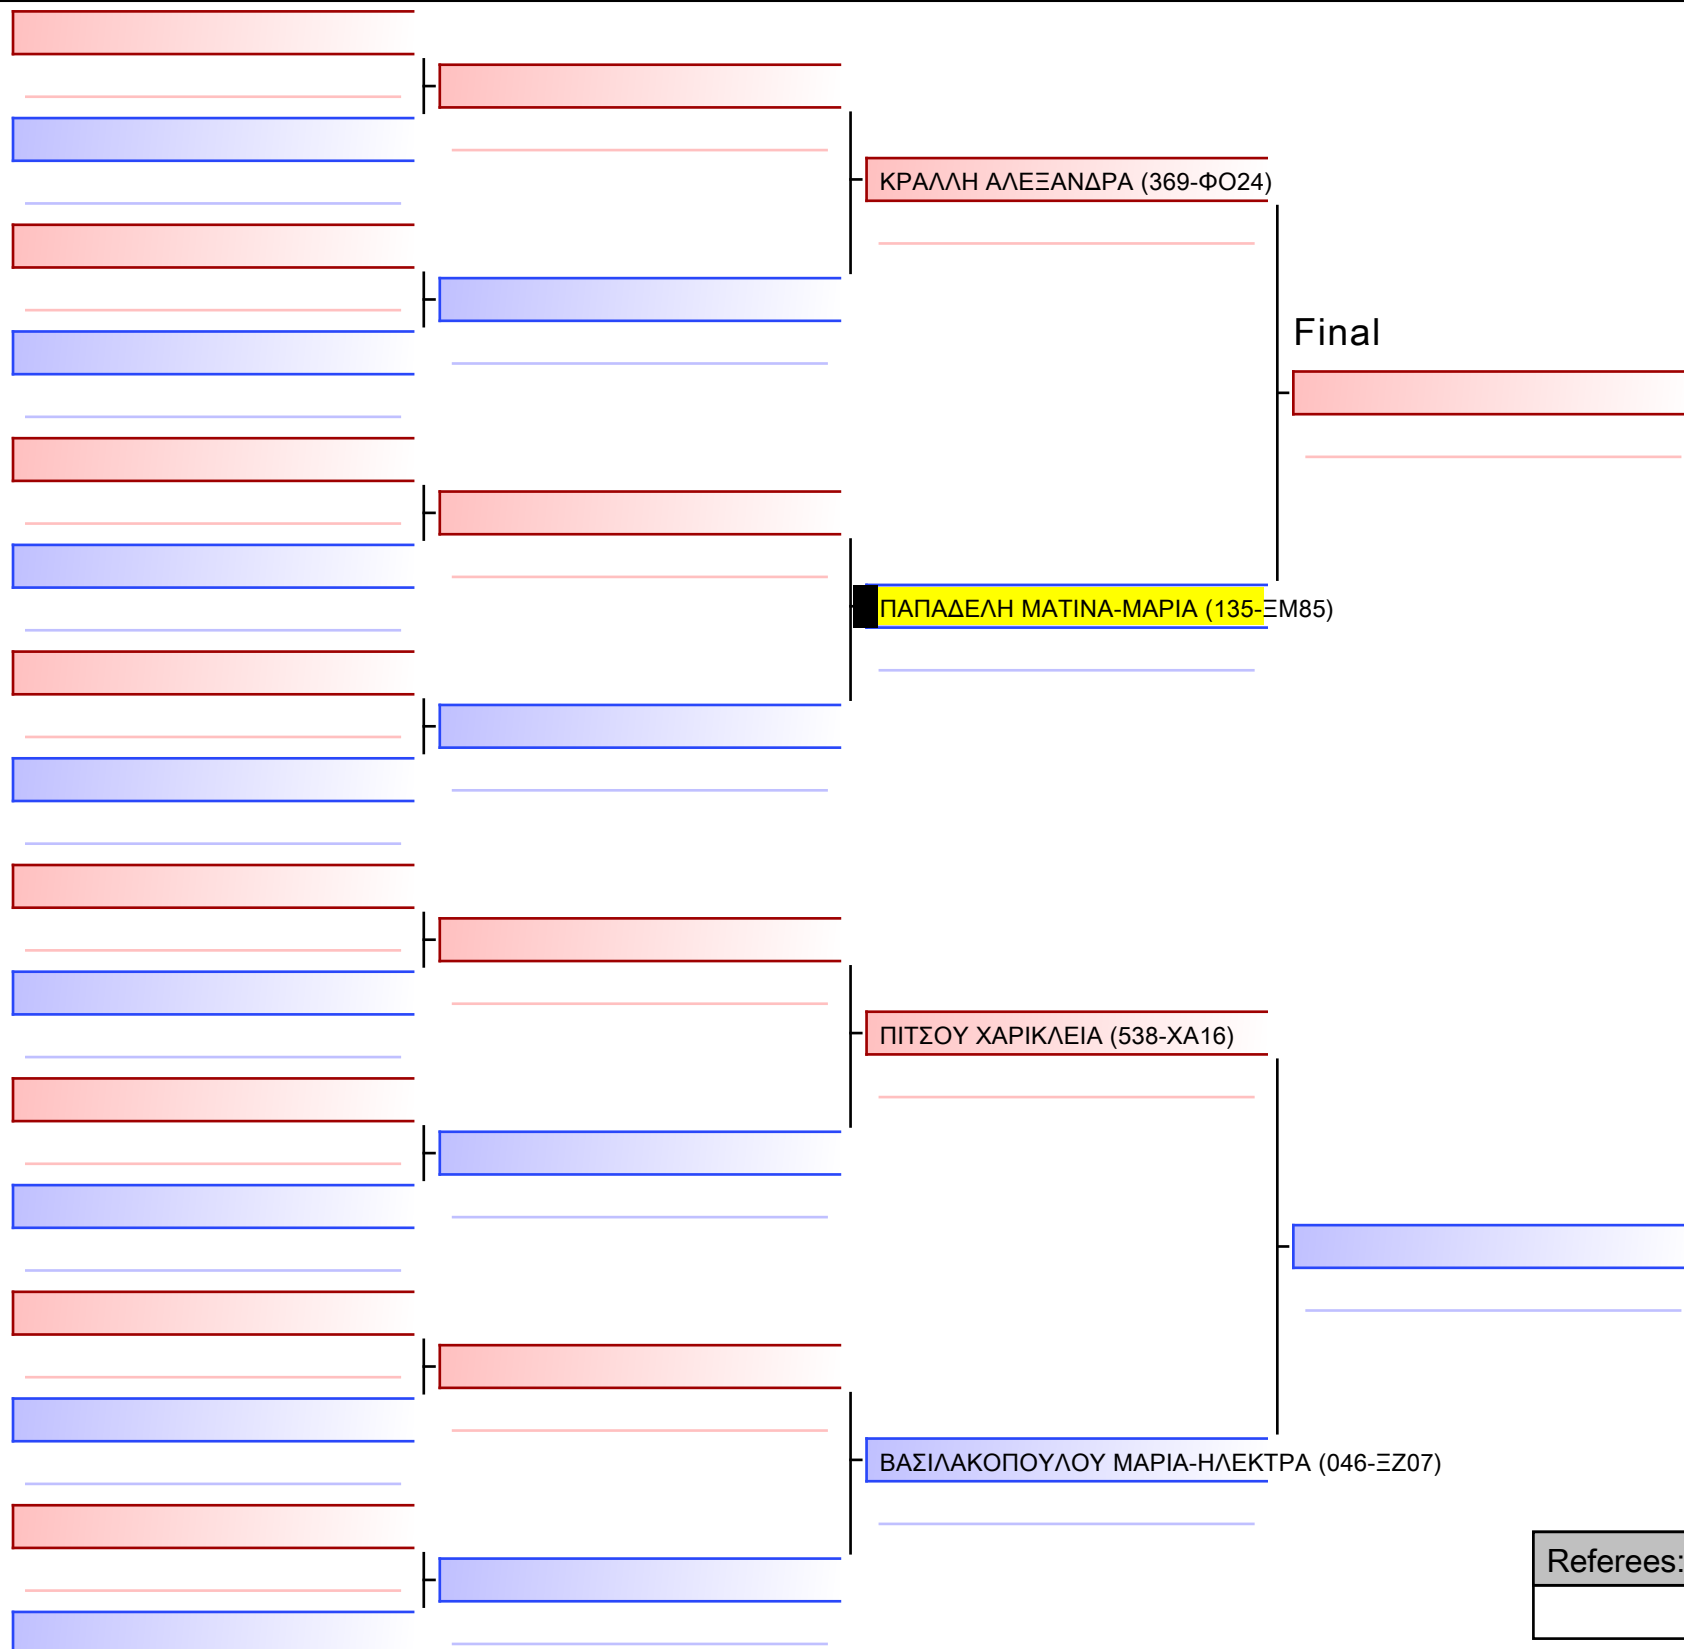 ΚΡΑΛΛΗ ΑΛΕΞΑΝΔΡΑ (369-ΦΟ24)
Final
ΠΑΠΑΔΕΛΗ ΜΑΤΙΝΑ-ΜΑΡΙΑ (135-ΞΜ85)
ΠΙΤΣΟΥ ΧΑΡΙΚΛΕΙΑ (538-ΧΑ16)
ΒΑΣΙΛΑΚΟΠΟΥΛΟΥ ΜΑΡΙΑ-ΗΛΕΚΤΡΑ (046-ΞΖ07)
Referees: